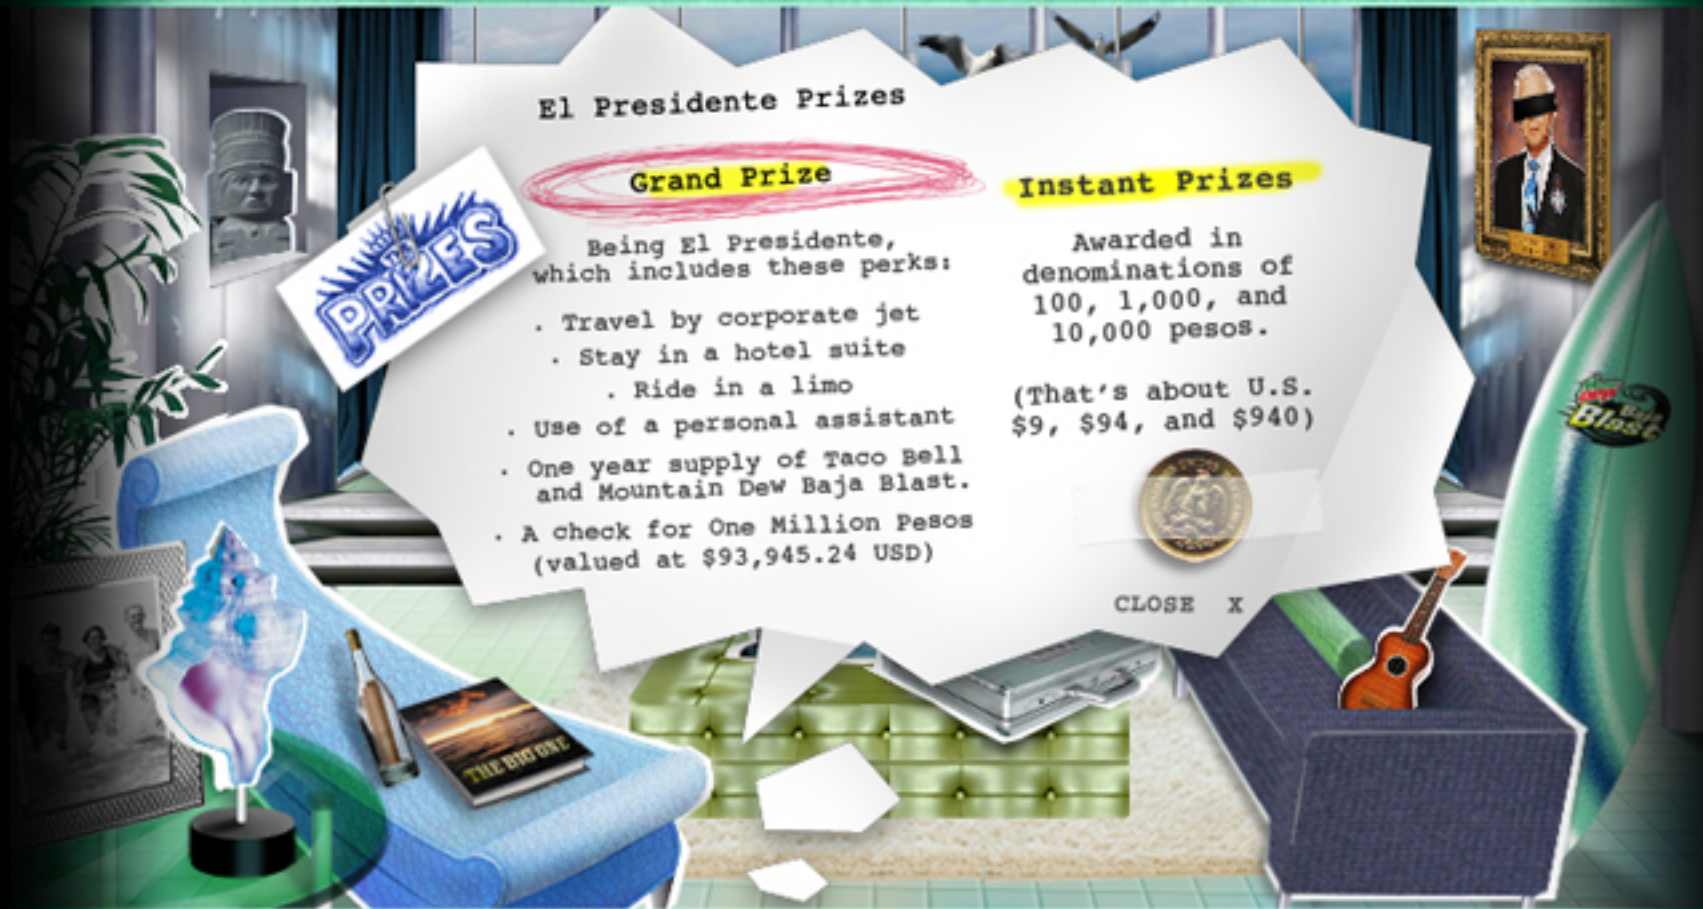 El Presidente Prizes
PRIZES
Grand Prize
Being El Presidente,
which includes these perks:
. Travel by corporate jet
. Stay in a hotel suite
. Ride in a limo
. Use of a personal assistant
. One year supply of Taco Bell
and Mountain Dew Baja Blast.
. A check for One Million Pesos
(valued at $93,945.24 USD)
Instant Prizes
Awarded in
denominations of
100, 1,000, and
10,000 pesos.
(That's about U.S.
$9, $94, and $940)
CLOSE X
DEW
Baja
Blast
THE BIG ONE